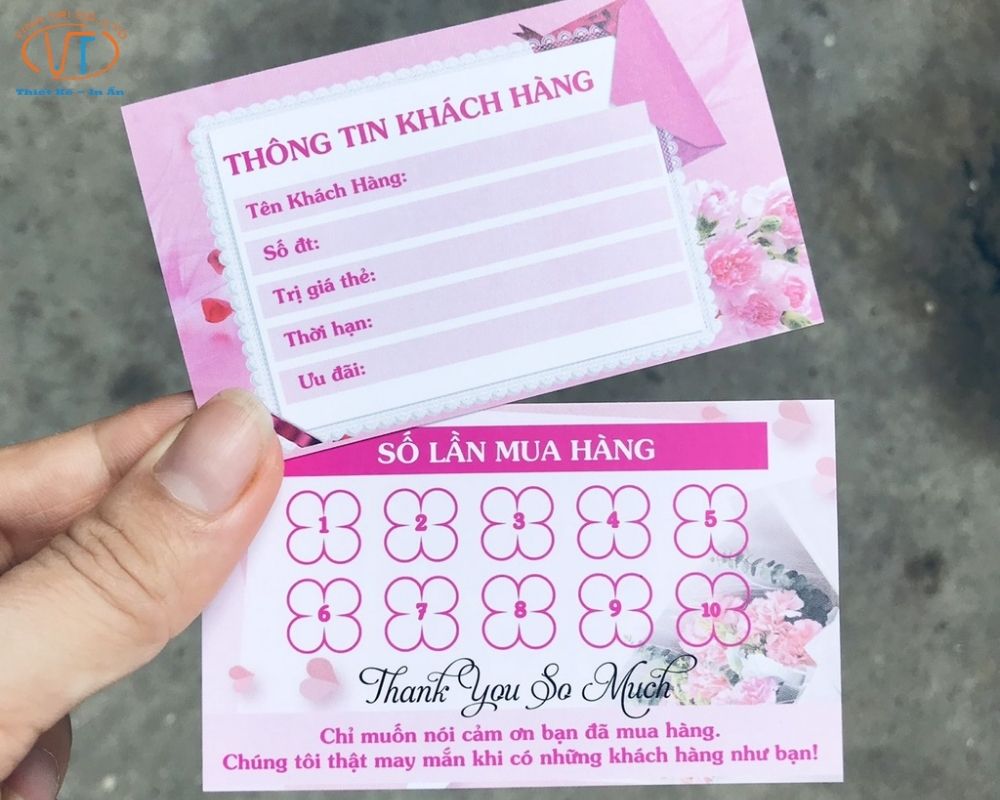 VT
Thiết Kế - In Ấn
THÔNG TIN KHÁCH HÀNG
Tên Khách Hàng:
Số đt:
Trị giá thẻ:
Thời hạn:
Ưu đãi:
SỐ LẦN MUA HÀNG
1 2 3 4 5
6 7 8 9 10
Thank You So Much
Chỉ muốn nói cảm ơn bạn đã mua hàng.
Chúng tôi thật may mắn khi có những khách hàng như bạn!